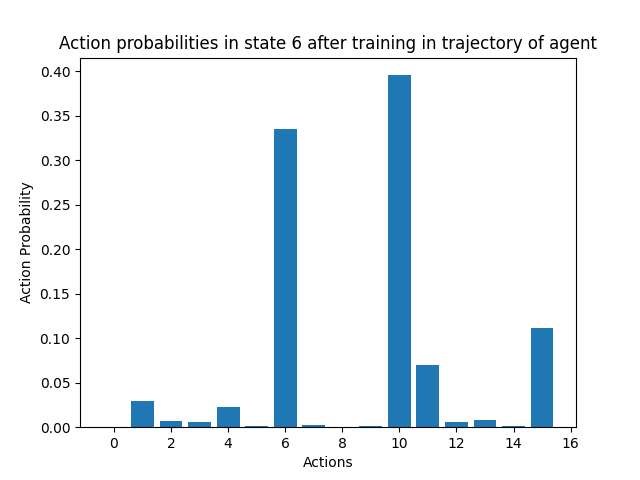 Action probabilities in state 6 after training in trajectory of agent
0.40
0.35
0.30
0.25
0.20
0.15
0.10
0.05
0.00
Action Probability
0 2 4 6 8 10 12 14 16
Actions